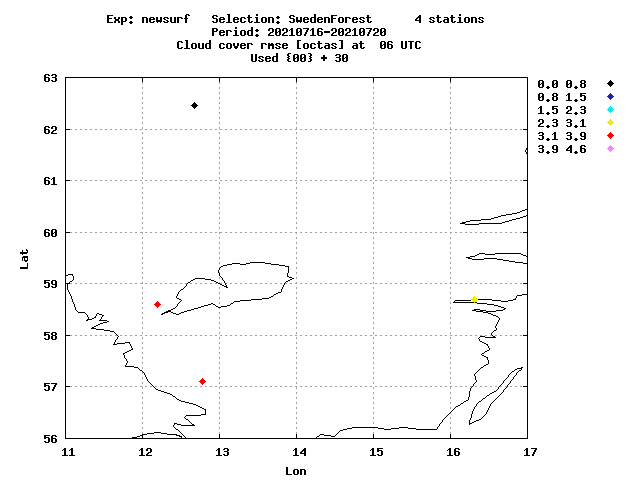 Exp: newsurf Selection: SwedenForest 4 stations
Period: 20210716-20210720
Cloud cover rmse [octas] at 06 UTC
Used {00} + 30
63
62
61
60
59
58
57
56
Lat
11 12 13 14 15 16 17
Lon
0.0 0.8
0.8 1.5
1.5 2.3
2.3 3.1
3.1 3.9
3.9 4.6